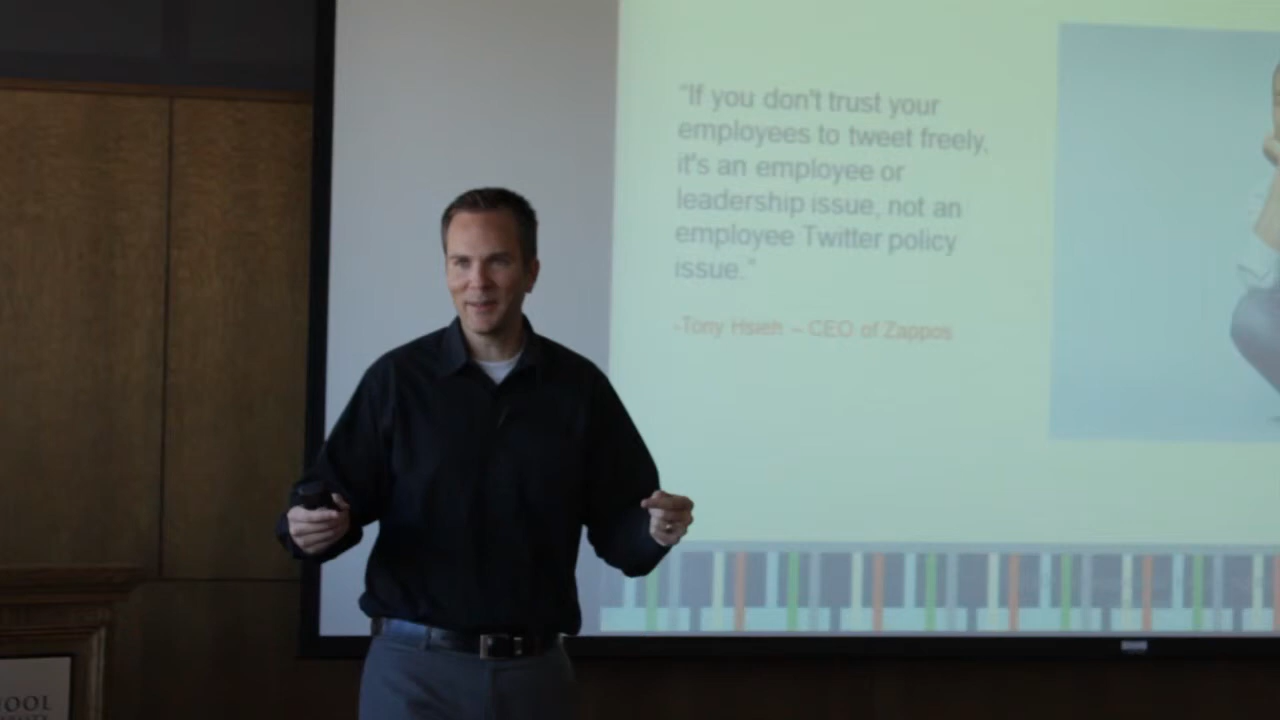 "If you don't trust your
employees to tweet freely,
it's an employee or
leadership issue, not an
employee Twitter policy
issue."
-Tony Hsieh – CEO of Zappos
OOL